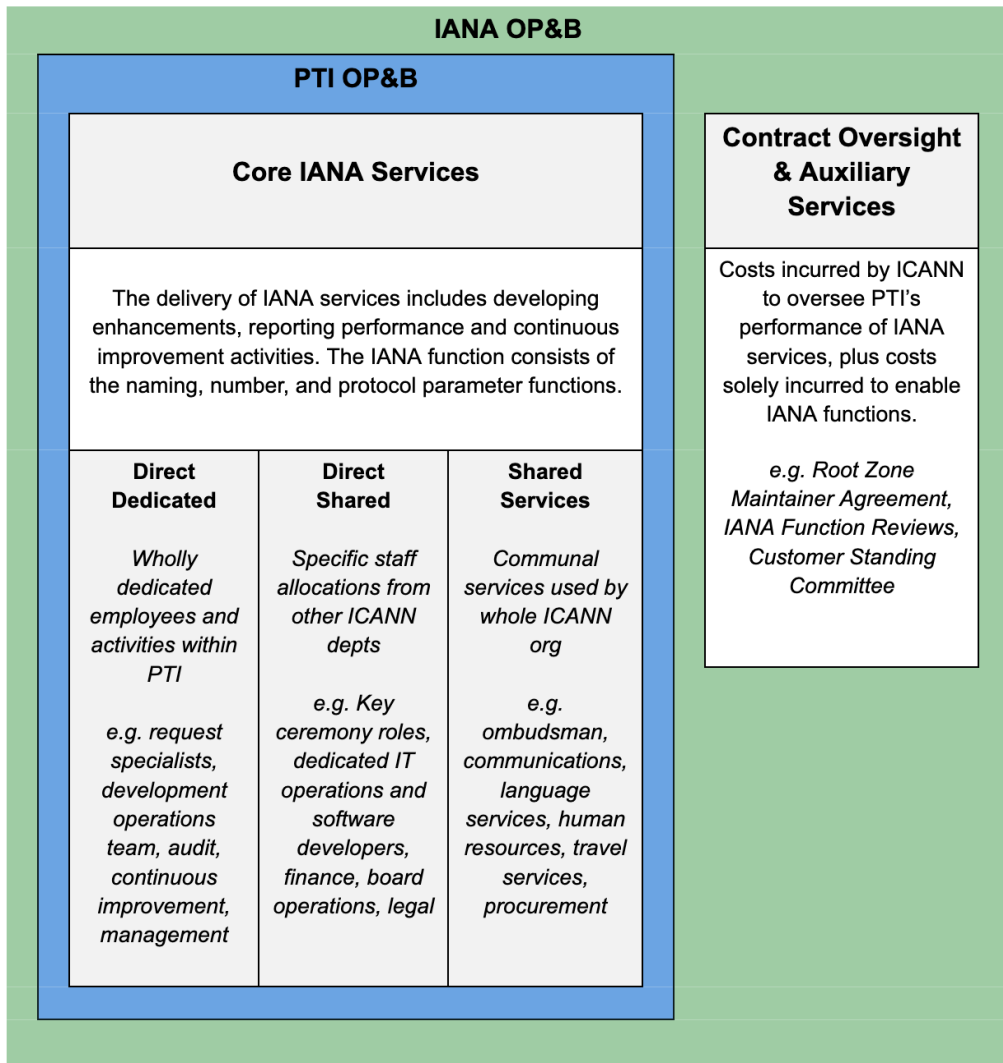 IANA OP&B
PTI OP&B
Core IANA Services
The delivery of IANA services includes developing
enhancements, reporting performance and continuous
improvement activities. The IANA function consists of
the naming, number, and protocol parameter functions.
Direct
Dedicated
Wholly
dedicated
employees and
activities within
PTI
e.g. request
specialists,
development
operations
team, audit,
continuous
improvement,
management
Direct
Shared
Specific staff
allocations from
other ICANN
depts
e.g. Key
ceremony roles,
dedicated IT
operations and
software
developers,
finance, board
operations, legal
Shared
Services
Communal
services used by
whole ICANN
org
e.g.
ombudsman,
communications,
language
services, human
resources, travel
services,
procurement
Contract Oversight
& Auxiliary
Services
Costs incurred by ICANN
to oversee PTI’s
performance of IANA
services, plus costs
solely incurred to enable
IANA functions.
e.g. Root Zone
Maintainer Agreement,
IANA Function Reviews,
Customer Standing
Committee